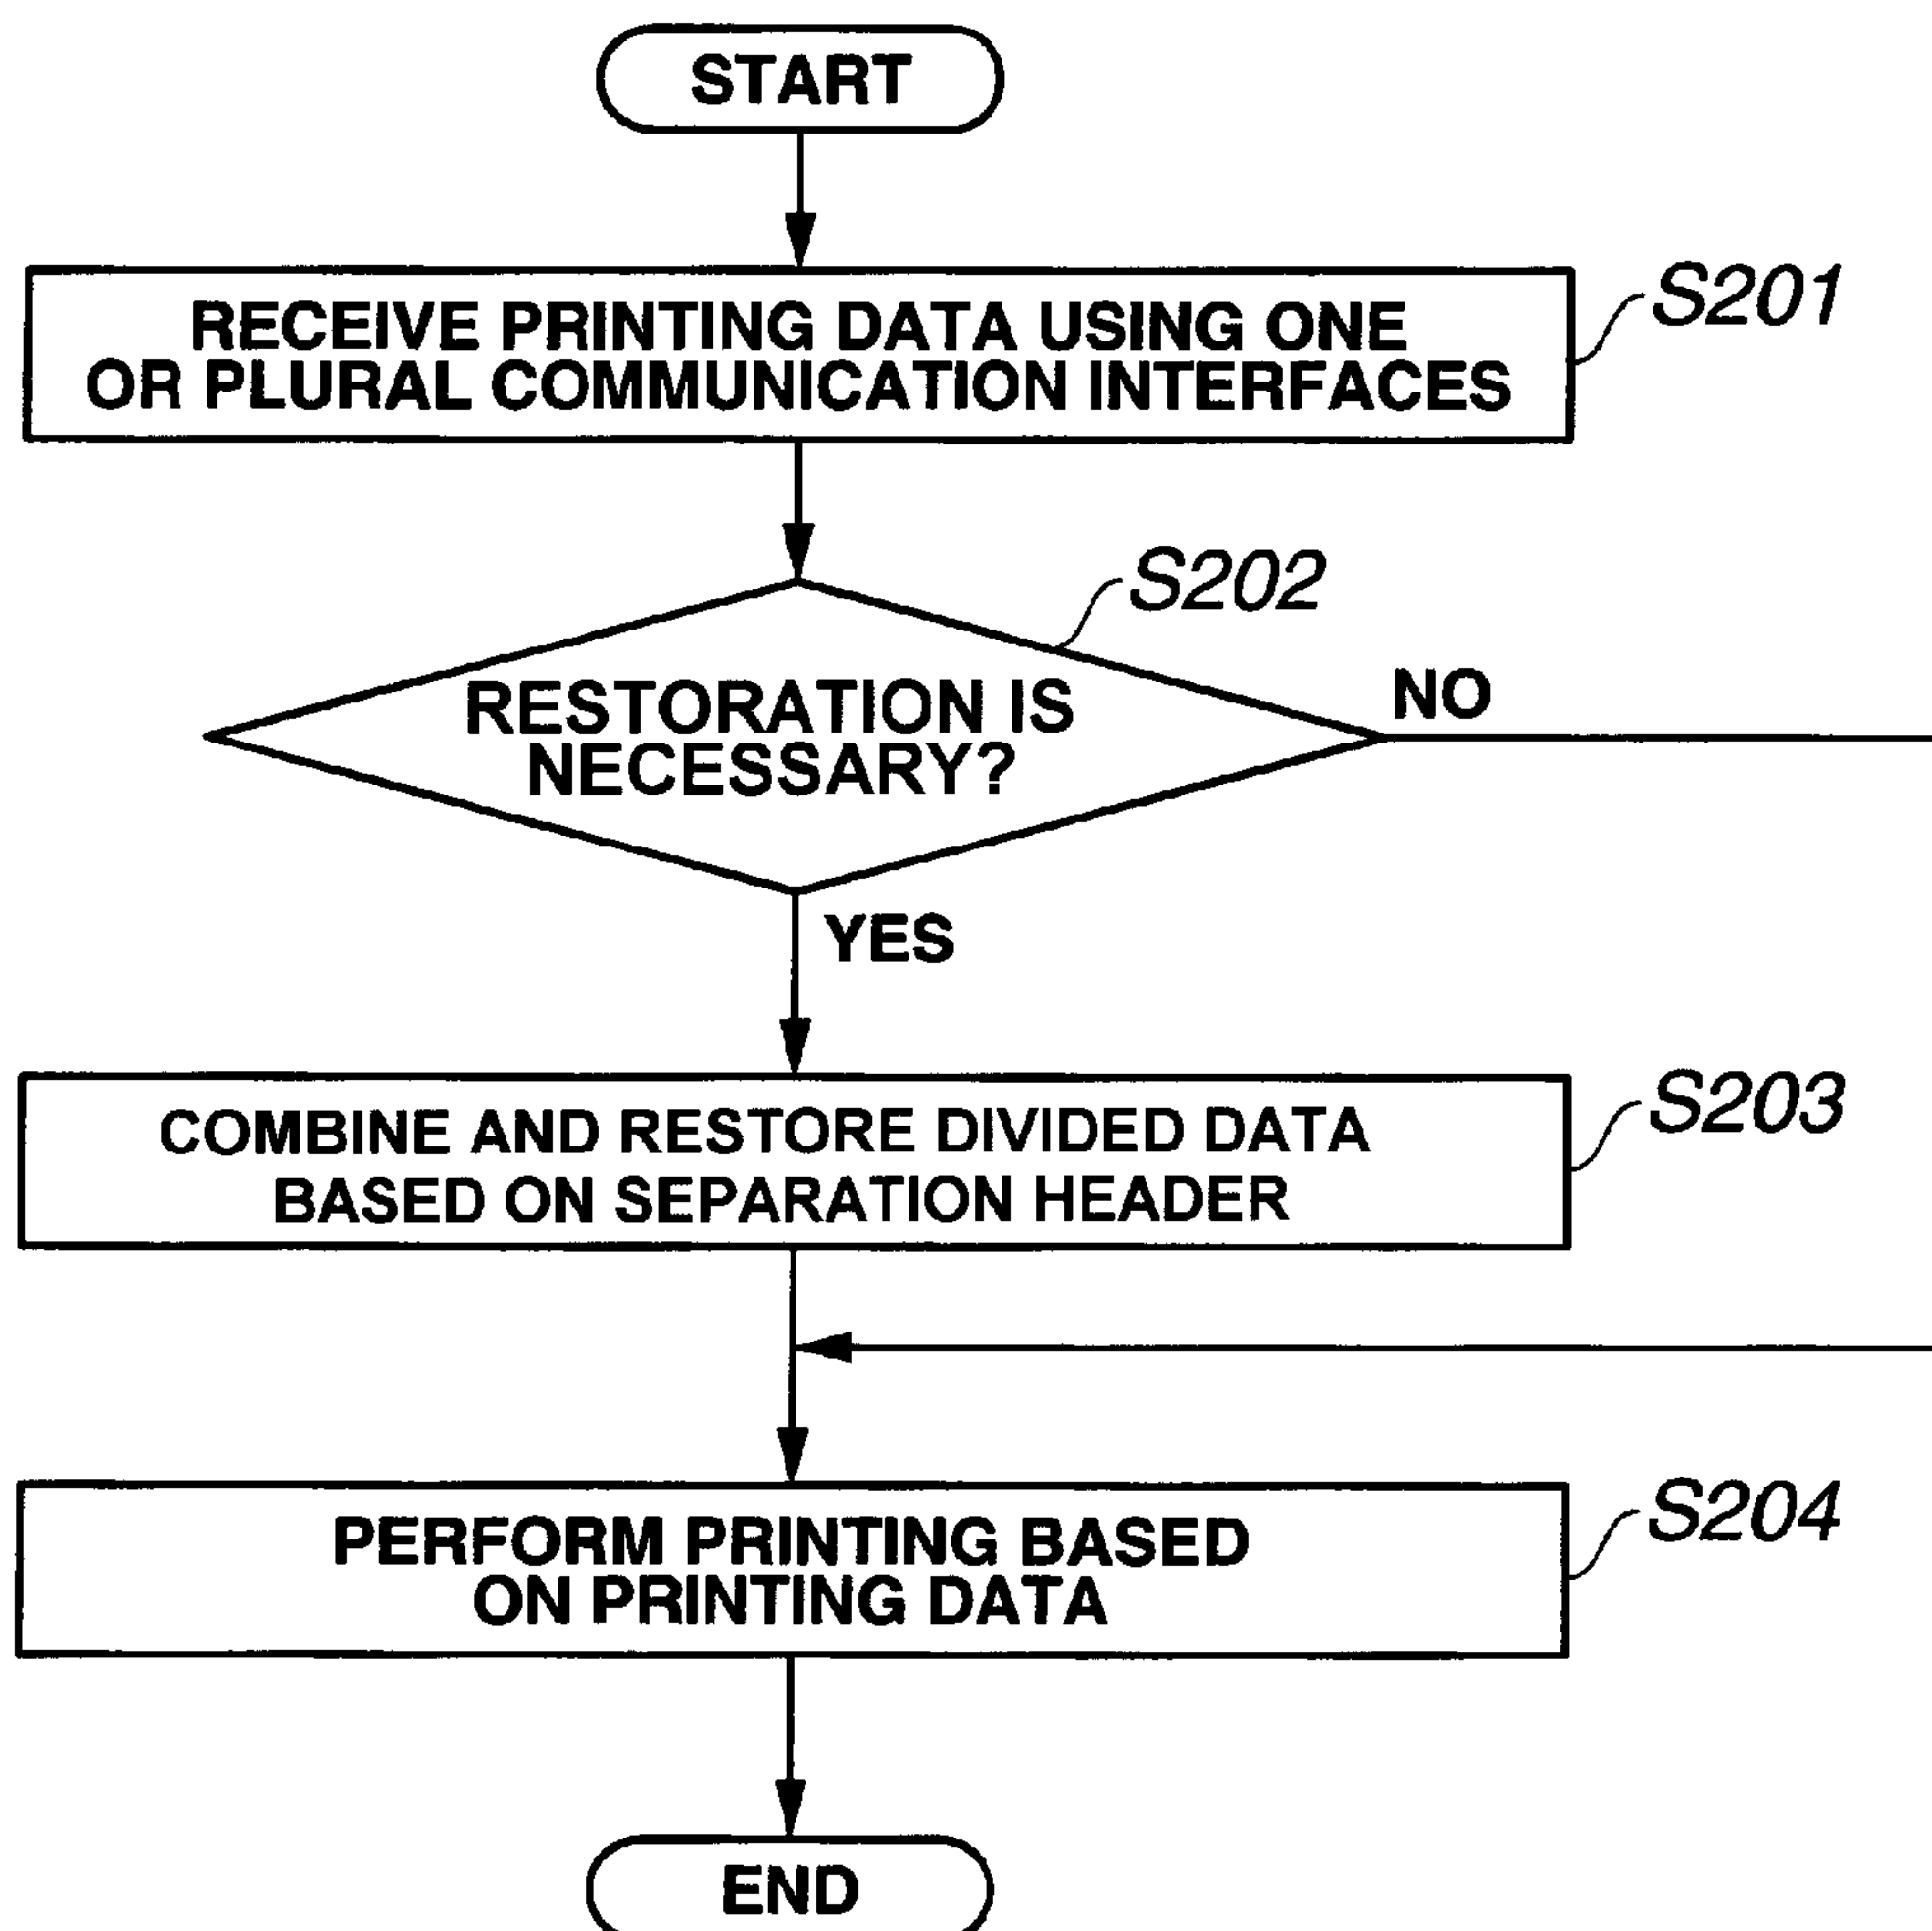 START
RECEIVE PRINTING DATA USING ONE
OR PLURAL COMMUNICATION INTERFACES
S201
S202
RESTORATION IS
NECESSARY?
NO
YES
COMBINE AND RESTORE DIVIDED DATA
BASED ON SEPARATION HEADER
S203
PERFORM PRINTING BASED
ON PRINTING DATA
S204
END